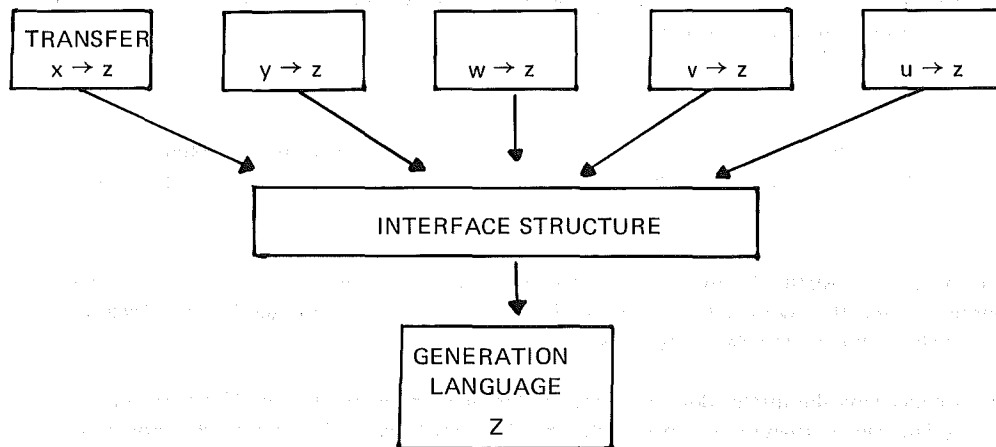 TRANSFER
x → z
y → z
w → z
v → z
u → z
INTERFACE STRUCTURE
GENERATION
LANGUAGE
Z